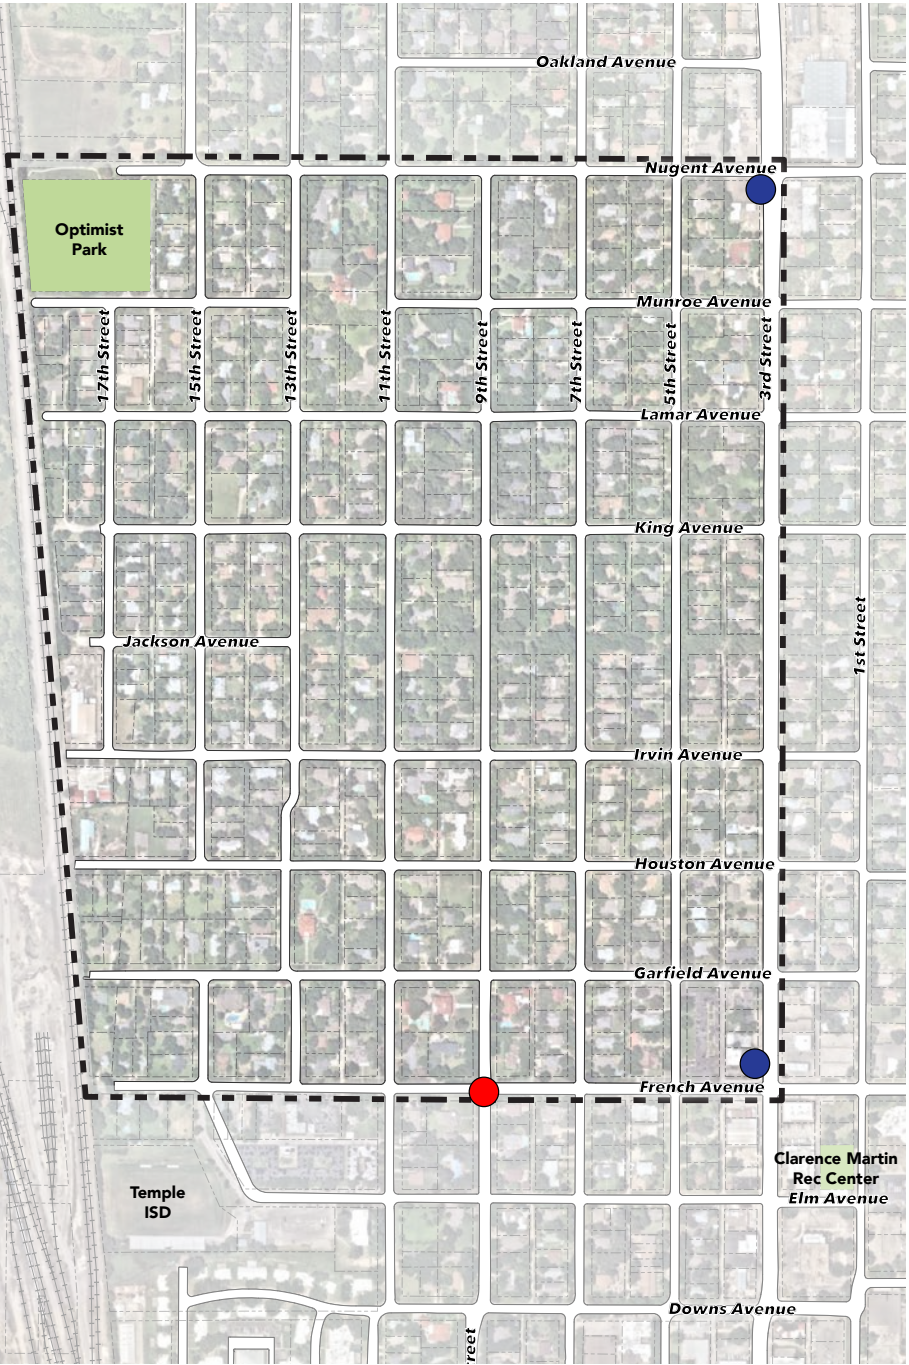 Oakland Avenue
Nugent Avenue
Optimist
Park
Munroe Avenue
17th Street
15th Street
13th Street
11th Street
9th Street
7th Street
5th Street
3rd Street
Lamar Avenue
King Avenue
1st Street
Jackson Avenue
Irvin Avenue
Houston Avenue
Garfield Avenue
French Avenue
Clarence Martin
Rec Center
Elm Avenue
Temple
ISD
Downs Avenue
reet